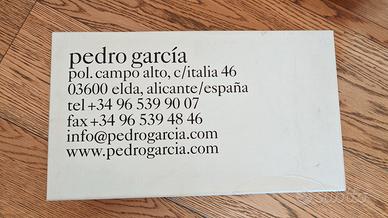 pedro garcía
pol. campo alto, c/italia 46
03600 elda, alicante/españa
tel +34 96 539 90 07
fax +34 96 539 48 46
info@pedrogarcia.com
www.pedrogarcia.com
subito